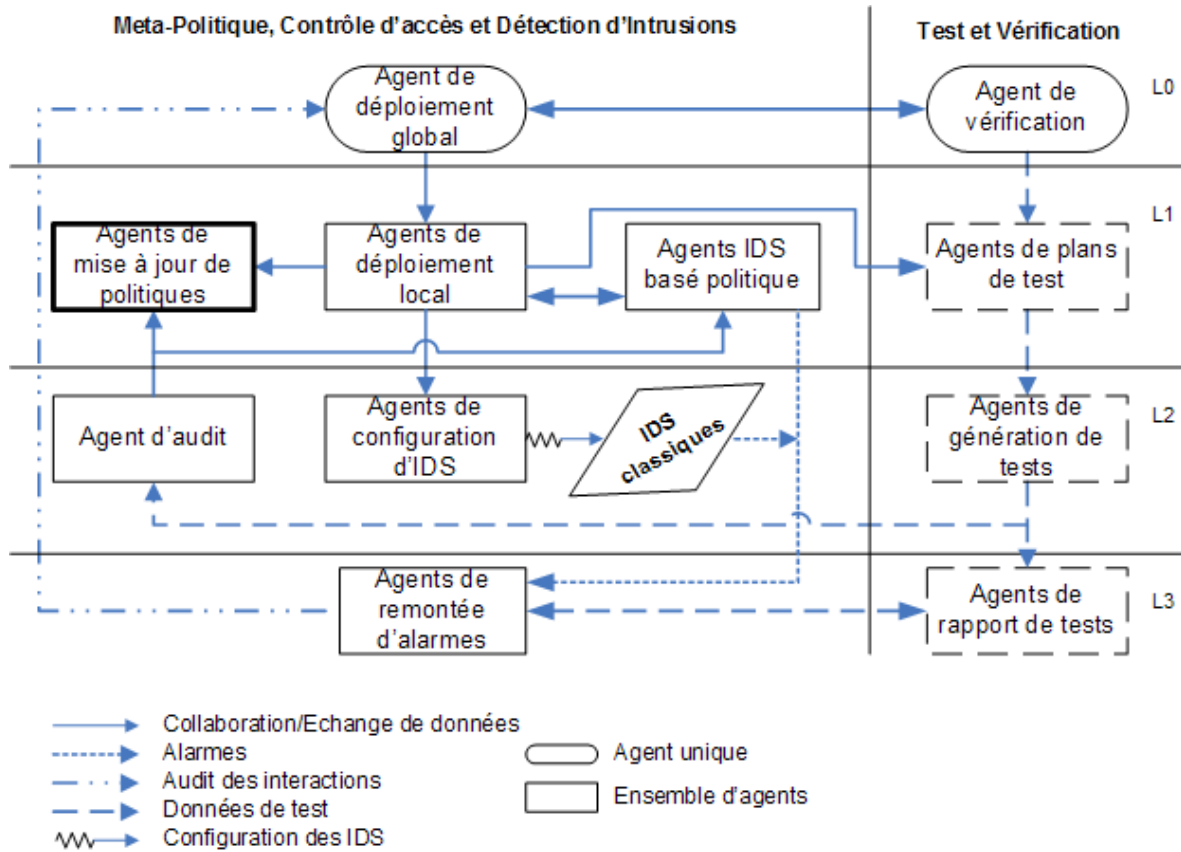 Meta-Politique, Contrôle d'accès et Détection d'Intrusions
Test et Vérification
Agent de
déploiement
global
Agent de
vérification
L0
Agents de
mise à jour de
politiques
Agents de
déploiement
local
Agents IDS
basé politique
Agents de plans
de test
L1
Agent d'audit
Agents de
configuration
d'IDS
IDS
classiques
Agents de
génération de
tests
L2
Agents de
remontée
d'alarmes
Agents de
rapport de tests
L3
Collaboration/Echange de données
Alarmes
Audit des interactions
Données de test
Configuration des IDS
Agent unique
Ensemble d'agents